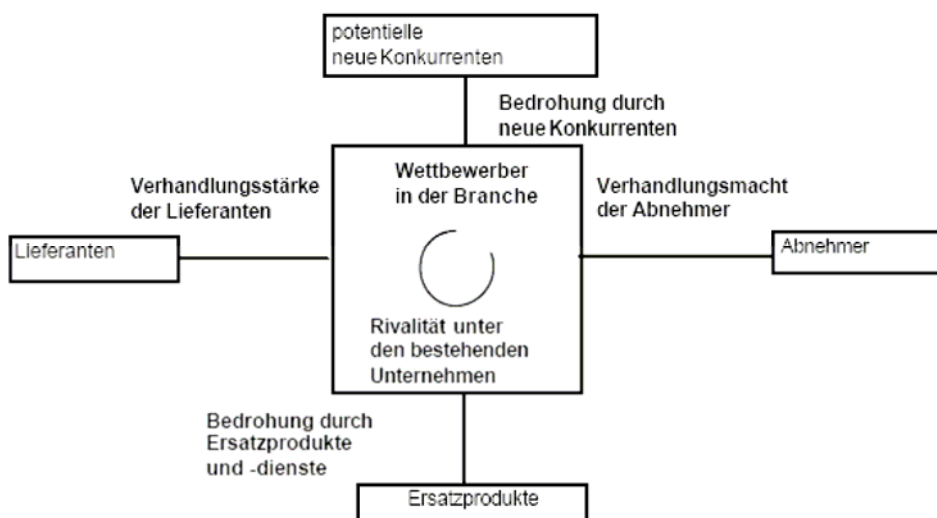 potentielle
neue Konkurrenten
Bedrohung durch
neue Konkurrenten
Wettbewerber
in der Branche
Verhandlungsstärke
der Lieferanten
Verhandlungsmacht
der Abnehmer
Lieferanten
Abnehmer
Rivalität unter
den bestehenden
Unternehmen
Bedrohung durch
Ersatzprodukte
und -dienste
Ersatzprodukte